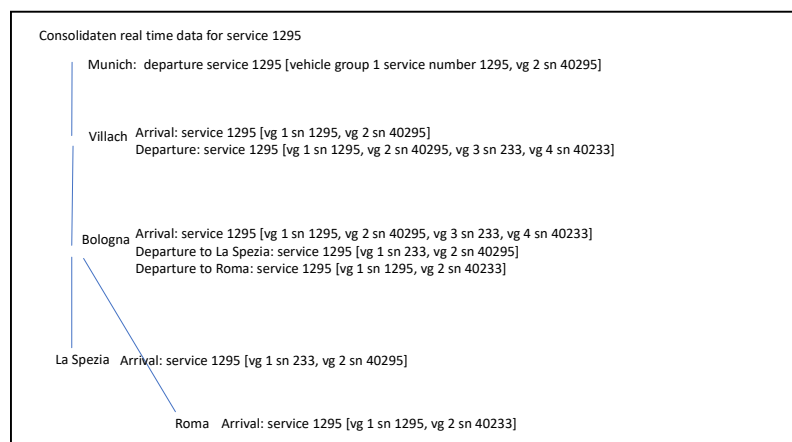 Consolidaten real time data for service 1295
Munich: departure service 1295 [vehicle group 1 service number 1295, vg 2 sn 40295]
Villach
Arrival: service 1295 [vg 1 sn 1295, vg 2 sn 40295]
Departure: service 1295 [vg 1 sn 1295, vg 2 sn 40295, vg 3 sn 233, vg 4 sn 40233]
Bologna
Arrival: service 1295 [vg 1 sn 1295, vg 2 sn 40295, vg 3 sn 233, vg 4 sn 40233]
Departure to La Spezia: service 1295 [vg 1 sn 233, vg 2 sn 40295]
Departure to Roma: service 1295 [vg 1 sn 1295, vg 2 sn 40233]
La Spezia Arrival: service 1295 [vg 1 sn 233, vg 2 sn 40295]
Roma Arrival: service 1295 [vg 1 sn 1295, vg 2 sn 40233]